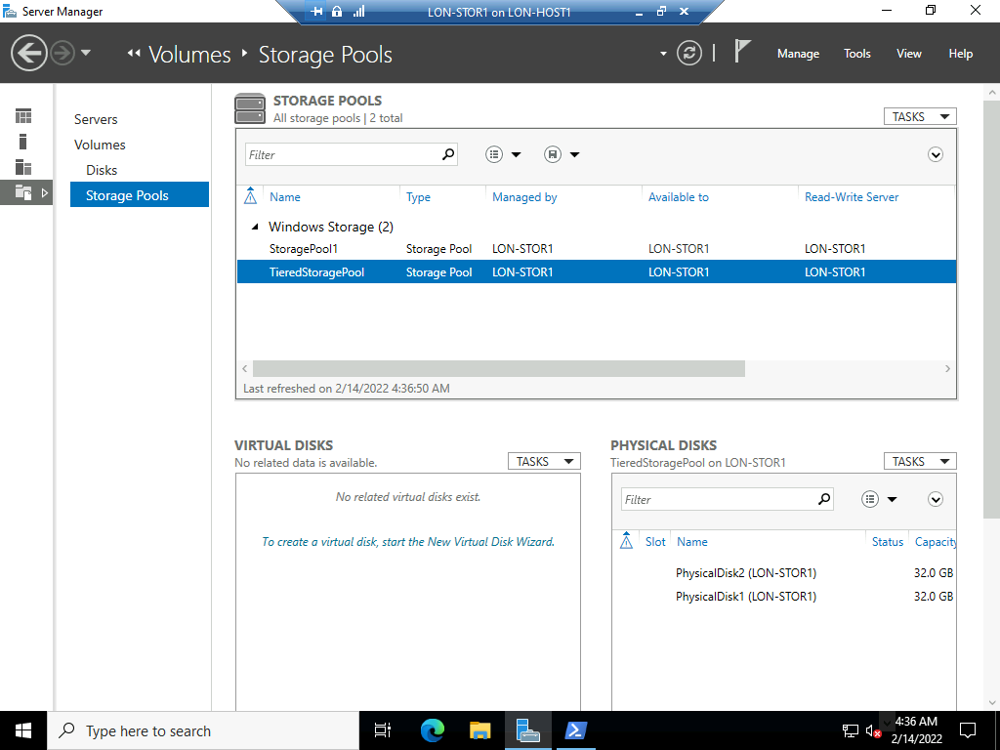 Server Manager
LON-STOR1 on LON-HOST1
Volumes Storage Pools
Manage Tools View Help
Servers
Volumes
Disks
Storage Pools
STORAGE POOLS
All storage pools | 2 total
TASKS
Filter
Name Type Managed by Available to Read-Write Server
Windows Storage (2)
StoragePool1 Storage Pool LON-STOR1 LON-STOR1 LON-STOR1
TieredStoragePool Storage Pool LON-STOR1 LON-STOR1 LON-STOR1
Last refreshed on 2/14/2022 4:36:50 AM
VIRTUAL DISKS
No related data is available.
TASKS
No related virtual disks exist.
To create a virtual disk, start the New Virtual Disk Wizard.
PHYSICAL DISKS
TieredStoragePool on LON-STOR1
TASKS
Filter
Slot Name Status Capacity
PhysicalDisk2 (LON-STOR1) 32.0 GB
PhysicalDisk1 (LON-STOR1) 32.0 GB
Type here to search
4:36 AM
2/14/2022